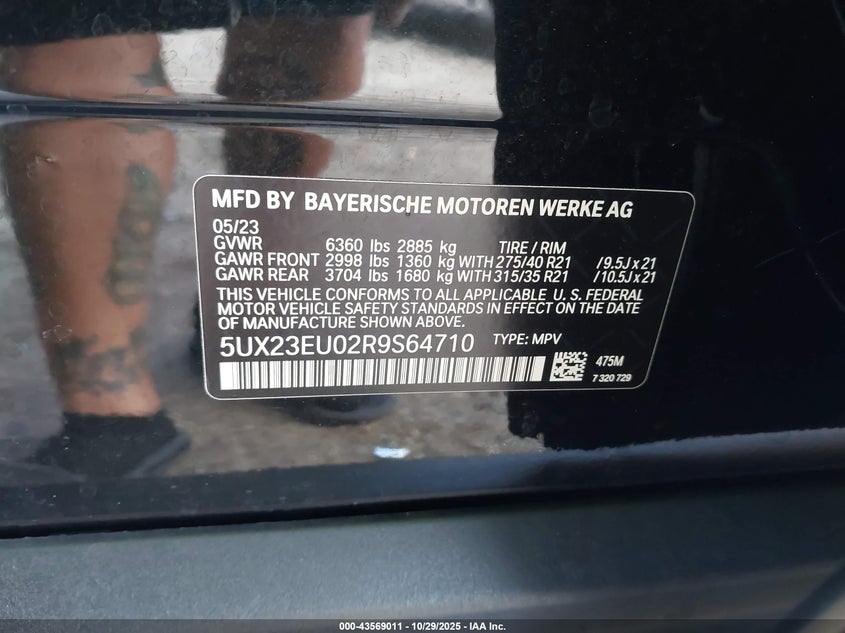 MFD BY BAYERISCHE MOTOREN WERKE AG
05/23
GVWR 6360 lbs 2885 kg TIRE / RIM
GAWR FRONT 2998 lbs 1360 kg WITH 275/40 R21 /9.5J x 21
GAWR REAR 3704 lbs 1680 kg WITH 315/35 R21 /10.5J x 21
THIS VEHICLE CONFORMS TO ALL APPLICABLE U. S. FEDERAL
MOTOR VEHICLE SAFETY STANDARDS IN EFFECT ON THE DATE
OF MANUFACTURE SHOWN ABOVE.
5UX23EU02R9S64710 TYPE: MPV
475M
7 320 729
000-43569011 - 10/29/2025 - IAA Inc.